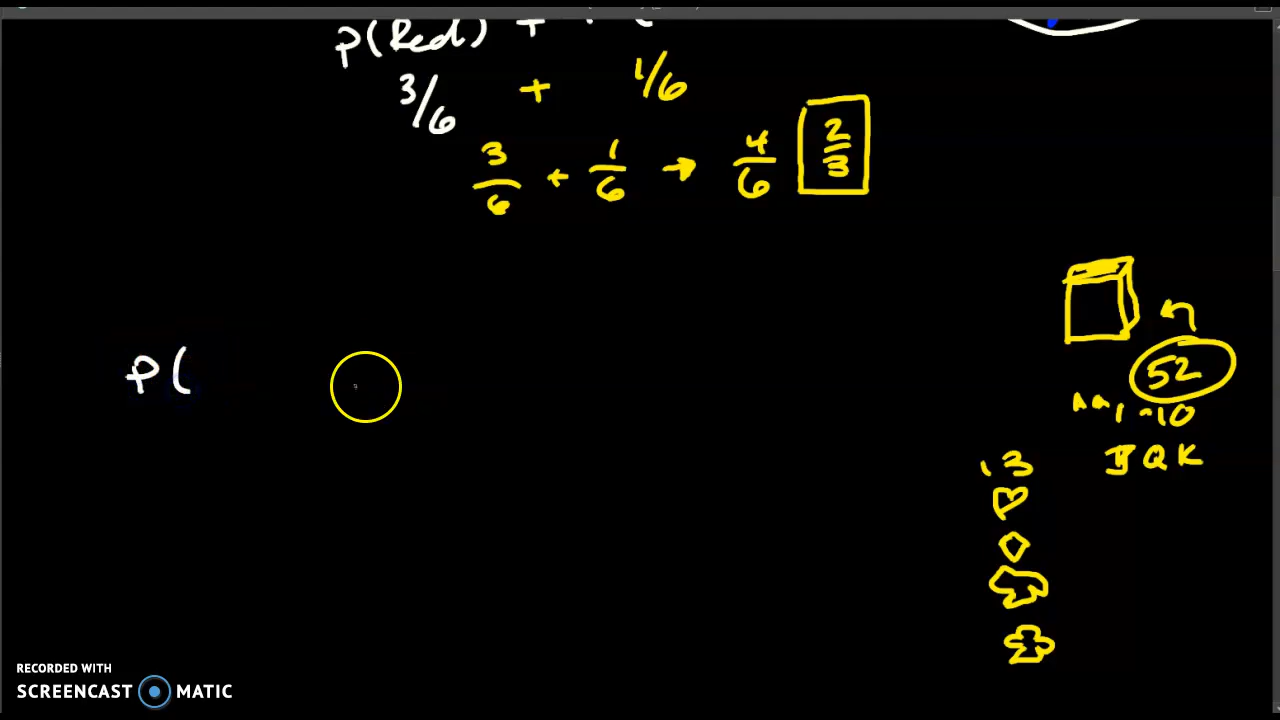 P(Red) +
3/6 + 1/6
3/6 + 1/6 → 4/6 2/3
52
10
J Q K
13
P(
RECORDED WITH
SCREENCAST MATIC